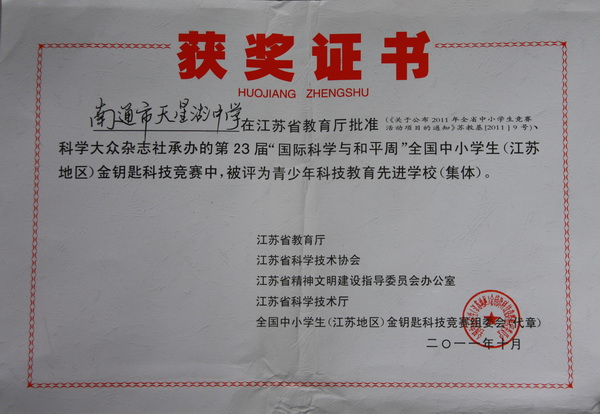 获奖证书
HUOJIANG ZHENGSHU
南通市天星湖中学在江苏省教育厅批准(《关于公布2011年全省中小学生竞赛
活动项目的通知》苏教基[2011]9号)、
科学大众杂志社承办的第23届“国际科学与和平周”全国中小学生(江苏
地区)金钥匙科技竞赛中，被评为青少年科技教育先进学校(集体)。
江苏省教育厅
江苏省科学技术协会
江苏省精神文明建设指导委员会办公室
江苏省科学技术厅
全国中小学生(江苏地区)金钥匙科技竞赛组委会(代章)
二〇一一年十月